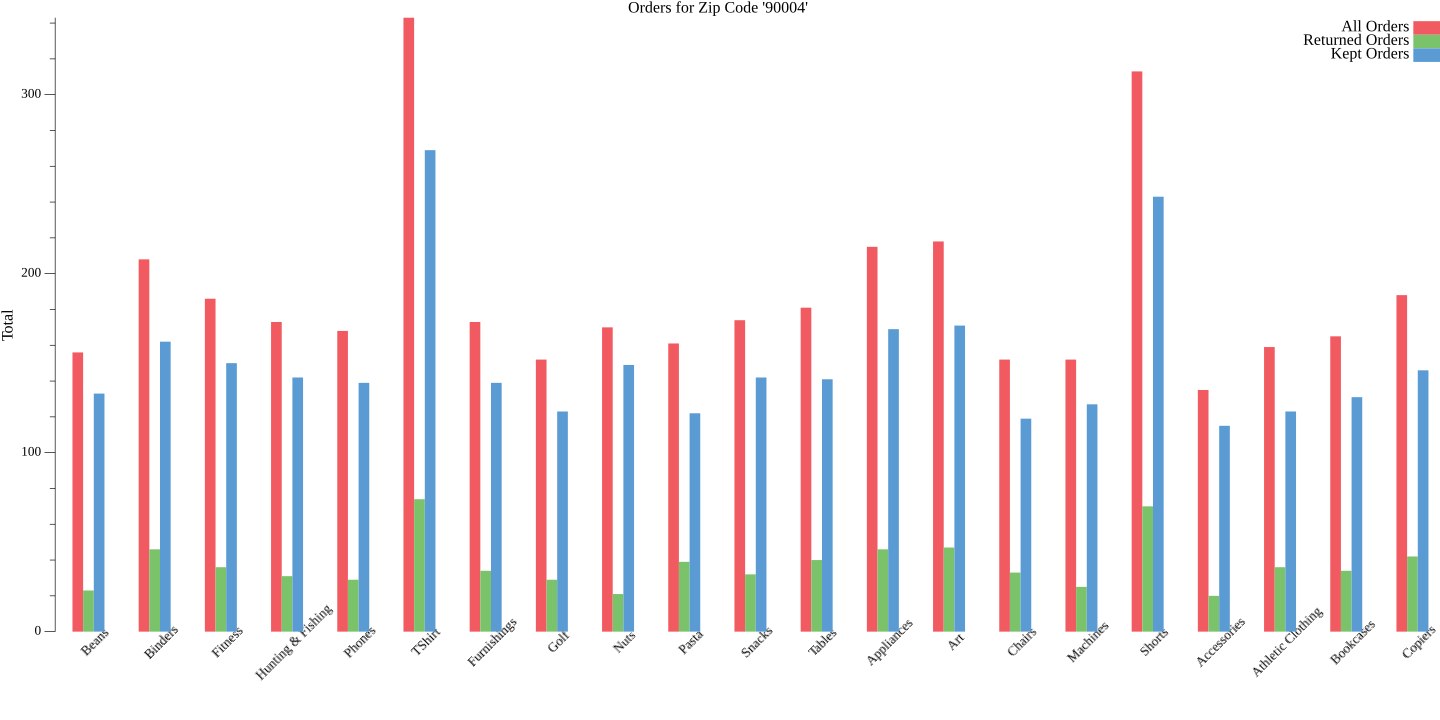 Orders for Zip Code '90004'
All Orders
Returned Orders
Kept Orders
Total
300
200
100
0
Beans
Binders
Fitness
Hunting & Fishing
Phones
TShirt
Furnishings
Golf
Nuts
Pasta
Snacks
Tables
Appliances
Art
Chairs
Machines
Shorts
Accessories
Athletic Clothing
Bookcases
Copiers